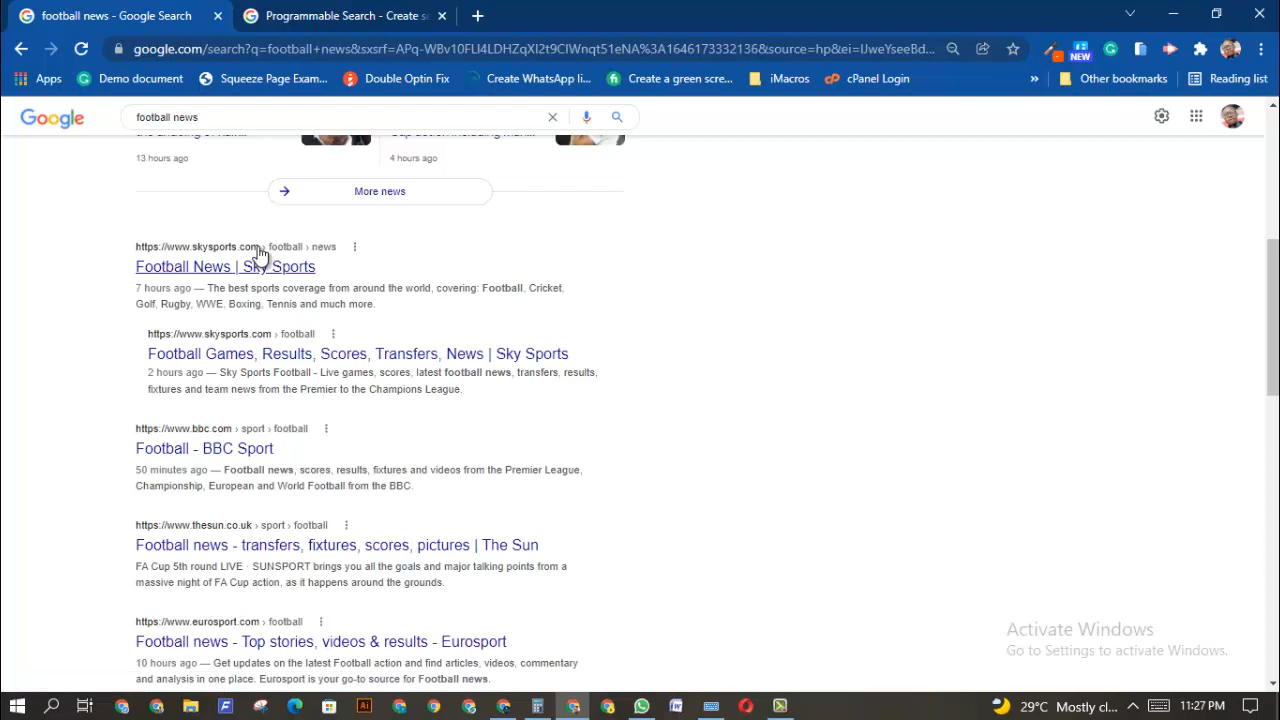 football news - Google Search
Programmable Search - Create se
google.com/search?q=football+news&sxsrf=APq-WBv10FLI4LDHZqXI2t9CIWnqt51eNA%3A1646173332136&source=hp&ei=IJweYseeBd...
NEW
Apps
Demo document
Squeeze Page Exam...
Double Optin Fix
Create WhatsApp li...
Create a green scre...
iMacros
cPanel Login
»
Other bookmarks
Reading list
Google
football news
13 hours ago
4 hours ago
More news
https://www.skysports.com › football › news
Football News | Sky Sports
7 hours ago — The best sports coverage from around the world, covering: Football, Cricket,
Golf, Rugby, WWE, Boxing, Tennis and much more.
https://www.skysports.com › football
Football Games, Results, Scores, Transfers, News | Sky Sports
2 hours ago — Sky Sports Football - Live games, scores, latest football news, transfers, results,
fixtures and team news from the Premier to the Champions League.
https://www.bbc.com › sport › football
Football - BBC Sport
50 minutes ago — Football news, scores, results, fixtures and videos from the Premier League,
Championship, European and World Football from the BBC.
https://www.thesun.co.uk › sport › football
Football news - transfers, fixtures, scores, pictures | The Sun
FA Cup 5th round LIVE · SUNSPORT brings you all the goals and major talking points from a
massive night of FA Cup action, as it happens around the grounds.
https://www.eurosport.com › football
Football news - Top stories, videos & results - Eurosport
10 hours ago — Get updates on the latest Football action and find articles, videos, commentary
and analysis in one place. Eurosport is your go-to source for Football news.
Activate Windows
Go to Settings to activate Windows.
29°C Mostly cl...
11:27 PM